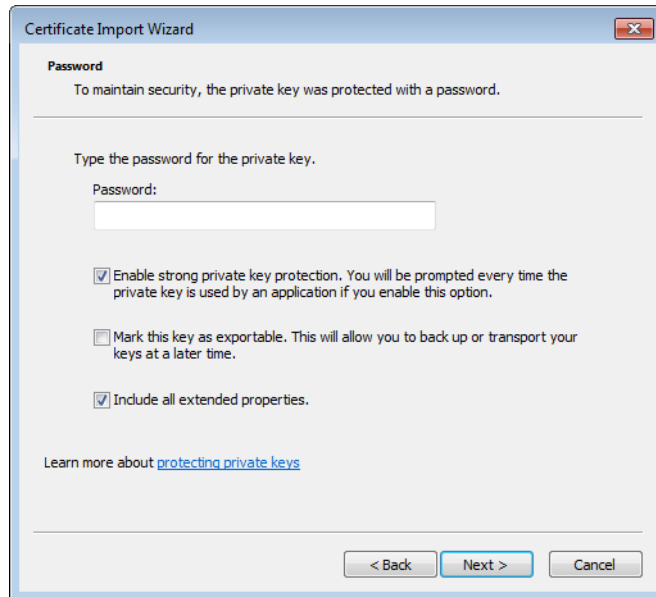 Certificate Import Wizard
Password
To maintain security, the private key was protected with a password.
Type the password for the private key.
Password:
Enable strong private key protection. You will be prompted every time the
private key is used by an application if you enable this option.
Mark this key as exportable. This will allow you to back up or transport your
keys at a later time.
Include all extended properties.
Learn more about protecting private keys
< Back Next > Cancel